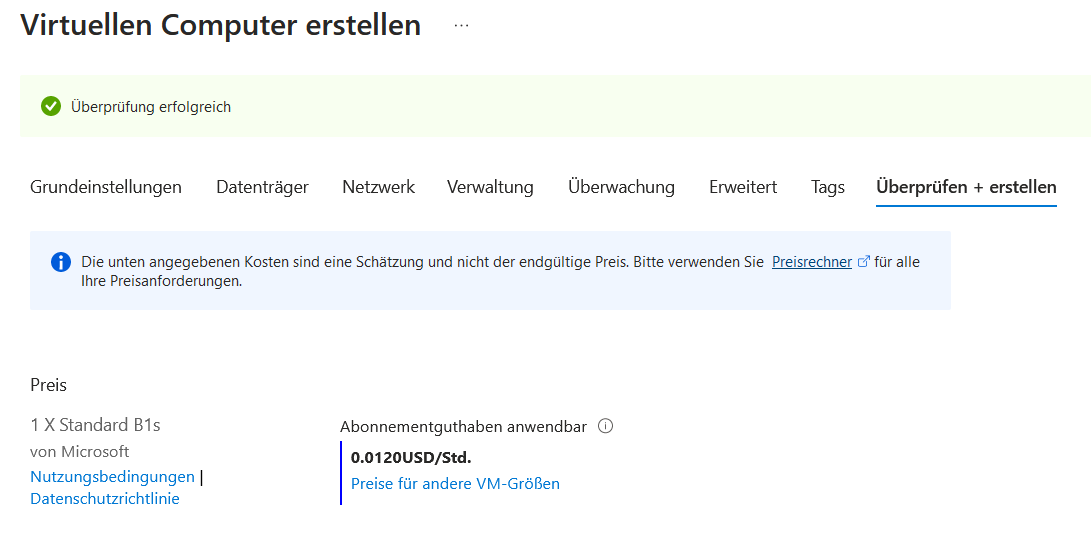 Virtuellen Computer erstellen ...
Überprüfung erfolgreich
Grundeinstellungen Datenträger Netzwerk Verwaltung Überwachung Erweitert Tags Überprüfen + erstellen
Die unten angegebenen Kosten sind eine Schätzung und nicht der endgültige Preis. Bitte verwenden Sie Preisrechner für alle
Ihre Preisanforderungen.
Preis
1 X Standard B1s
von Microsoft
Nutzungsbedingungen |
Datenschutzrichtlinie
Abonnementguthaben anwendbar
0.0120USD/Std.
Preise für andere VM-Größen